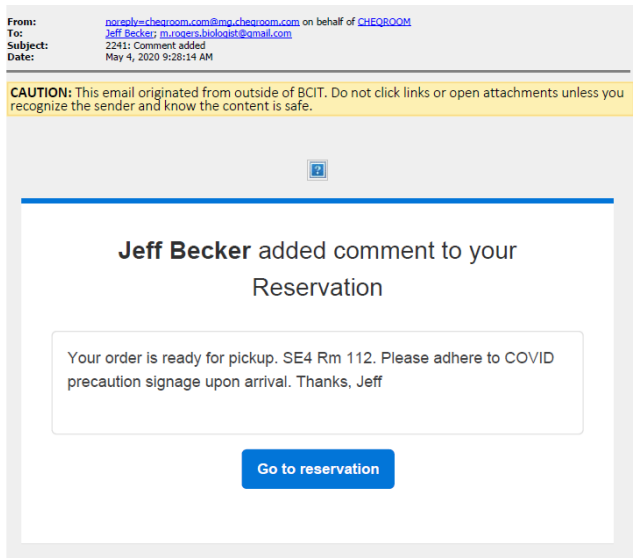 From: noreply=cheqroom.com@mg.cheqroom.com on behalf of CHEQROOM
To: Jeff Becker; m.rogers.biologist@gmail.com
Subject: 2241: Comment added
Date: May 4, 2020 9:28:14 AM
CAUTION: This email originated from outside of BCIT. Do not click links or open attachments unless you
recognize the sender and know the content is safe.
?
Jeff Becker added comment to your
Reservation
Your order is ready for pickup. SE4 Rm 112. Please adhere to COVID
precaution signage upon arrival. Thanks, Jeff
Go to reservation